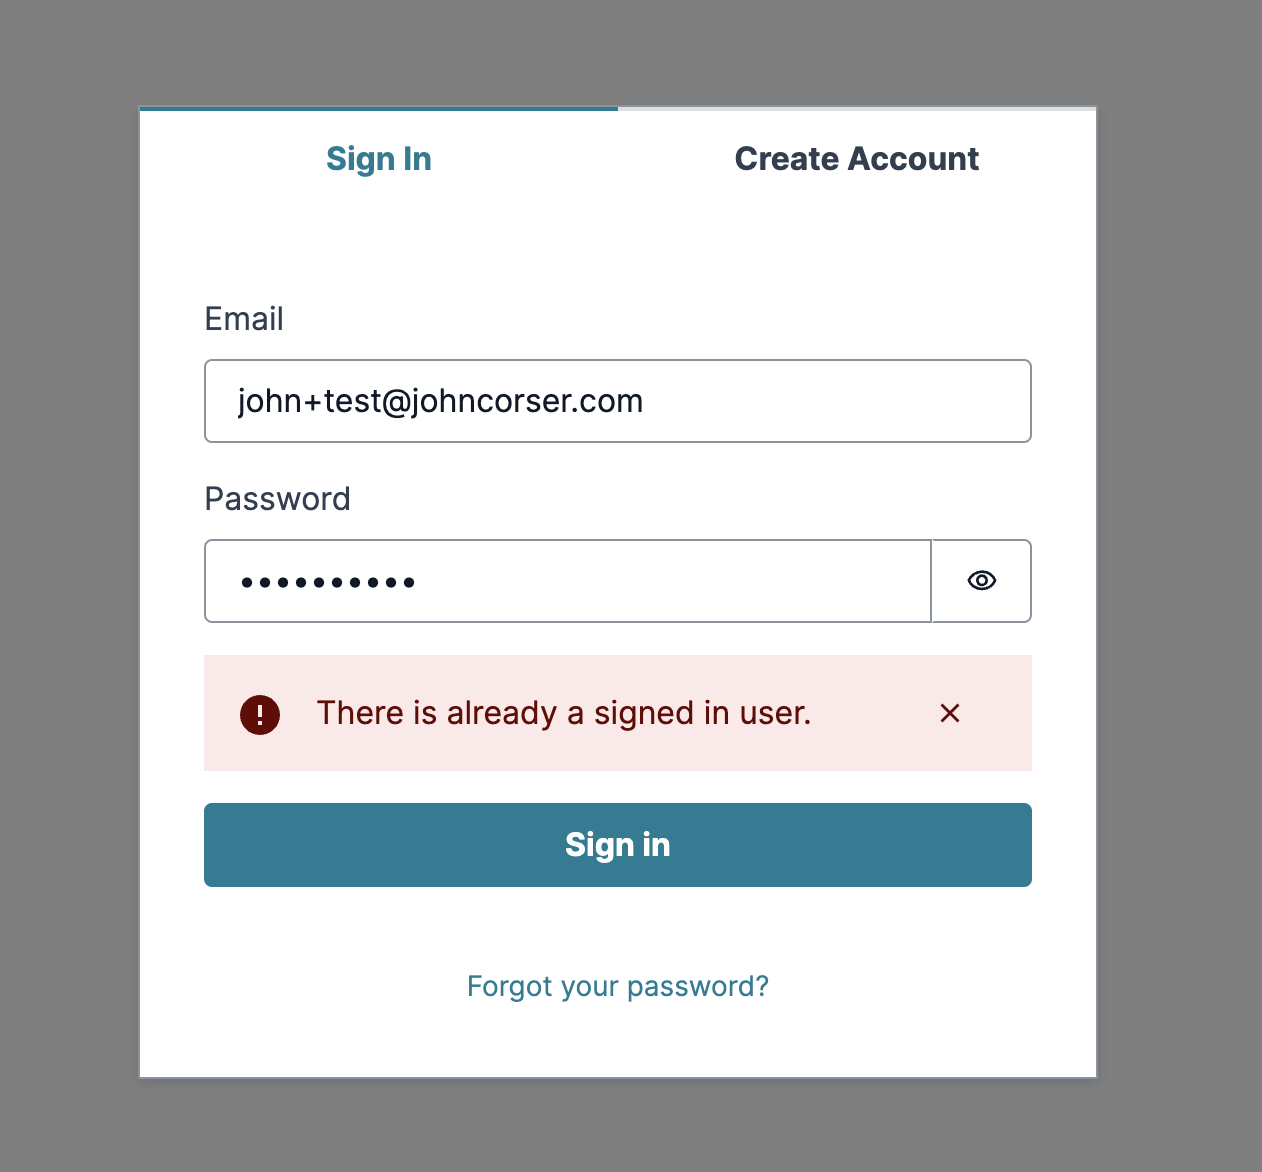 Sign In
Create Account
Email
john+test@johncorser.com
Password
••••••••••
There is already a signed in user.
Sign in
Forgot your password?